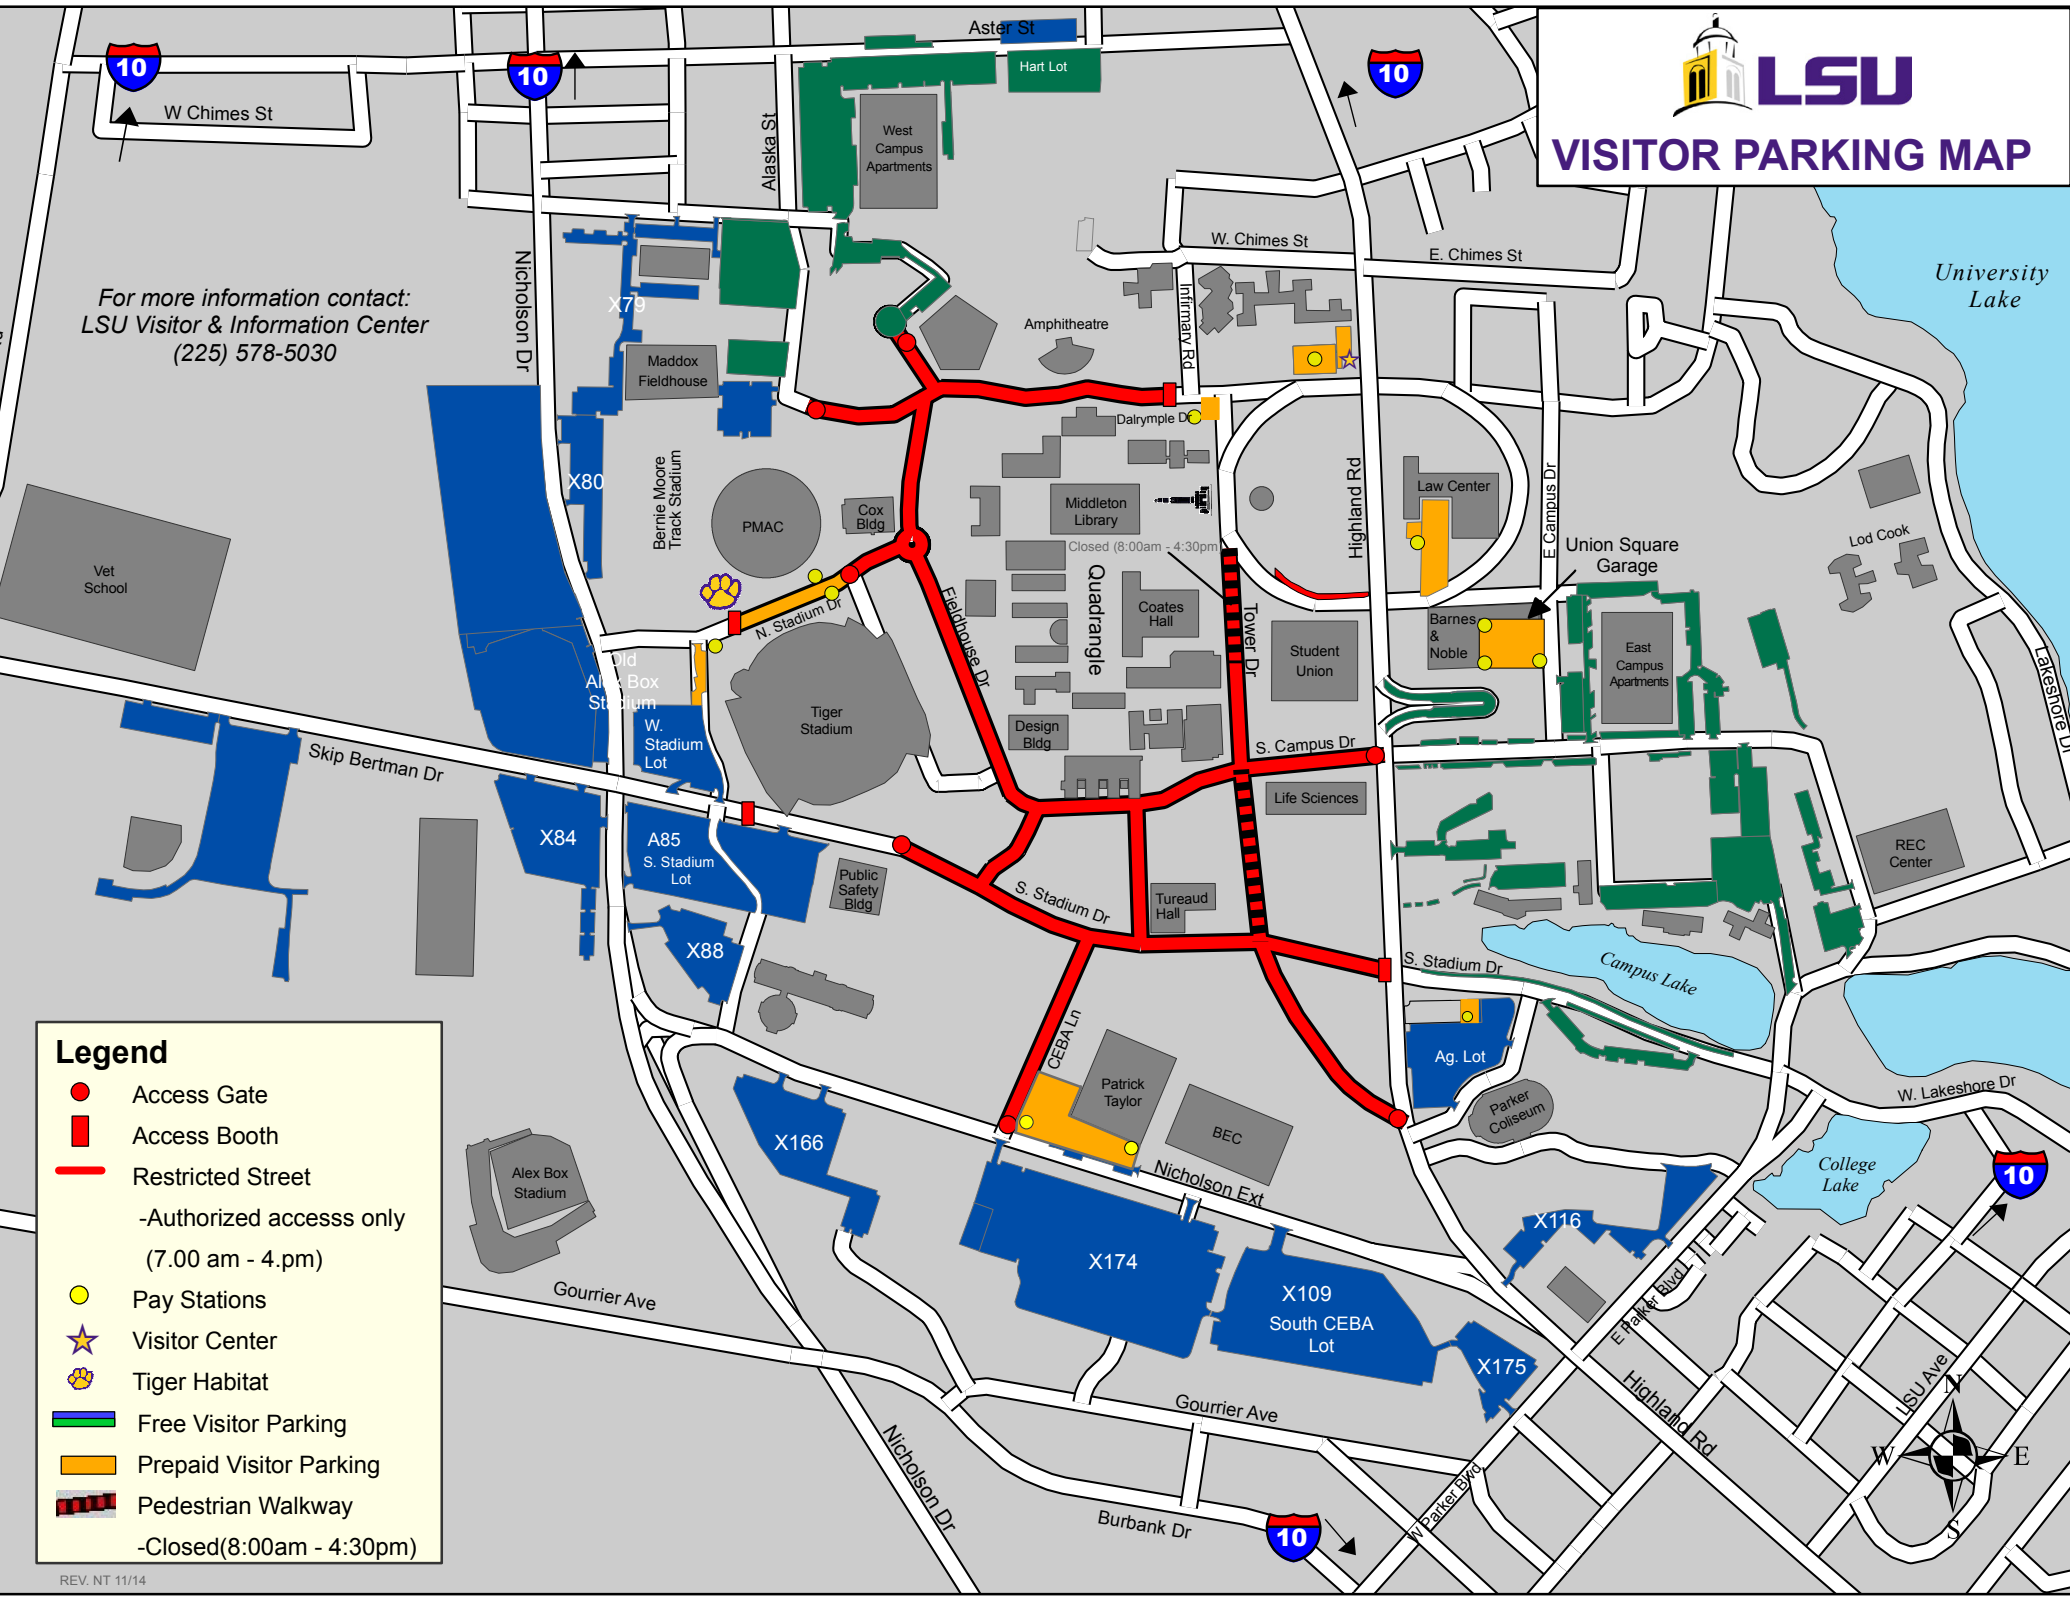 LSU
VISITOR PARKING MAP
Aster St
10
10
10
Hart Lot
W Chimes St
Alaska St
West
Campus
Apartments
W. Chimes St
E. Chimes St
University
Lake
For more information contact:
LSU Visitor & Information Center
(225) 578-5030
Nicholson Dr
X79
Infirmary Rd
Amphitheatre
Maddox
Fieldhouse
Dalrymple Dr
X80
Bernie Moore
Track Stadium
PMAC
Cox
Bldg
Middleton
Library
Closed (8:00am - 4:30pm
Highland Rd
Law Center
E Campus Dr
Union Square
Garage
Lod Cook
Vet
School
N. Stadium Dr
Fieldhouse Dr
Quadrangle
Coates
Hall
Tower Dr
Student
Union
Barnes
&
Noble
East
Campus
Apartments
Lakeshore Dr
Old
Alex Box
Stadium
W.
Stadium
Lot
Tiger
Stadium
Design
Bldg
S. Campus Dr
Skip Bertman Dr
Life Sciences
X84
A85
S. Stadium
Lot
Public
Safety
Bldg
REC
Center
S. Stadium Dr
Tureaud
Hall
X88
S. Stadium Dr
Campus Lake
CEBA Ln
Ag. Lot
Patrick
Taylor
Parker
Coliseum
W. Lakeshore Dr
BEC
X166
College
Lake
10
Nicholson Ext
Alex Box
Stadium
X116
X174
X109
South CEBA
Lot
X175
Gourrier Ave
E Parker Blvd
Highland Rd
LSU Ave
Gourrier Ave
Nicholson Dr
Burbank Dr
10
W Parker Blvd
N
W
E
S
Legend
Access Gate
Access Booth
Restricted Street
-Authorized accesss only
(7.00 am - 4.pm)
Pay Stations
Visitor Center
Tiger Habitat
Free Visitor Parking
Prepaid Visitor Parking
Pedestrian Walkway
-Closed(8:00am - 4:30pm)
REV. NT 11/14